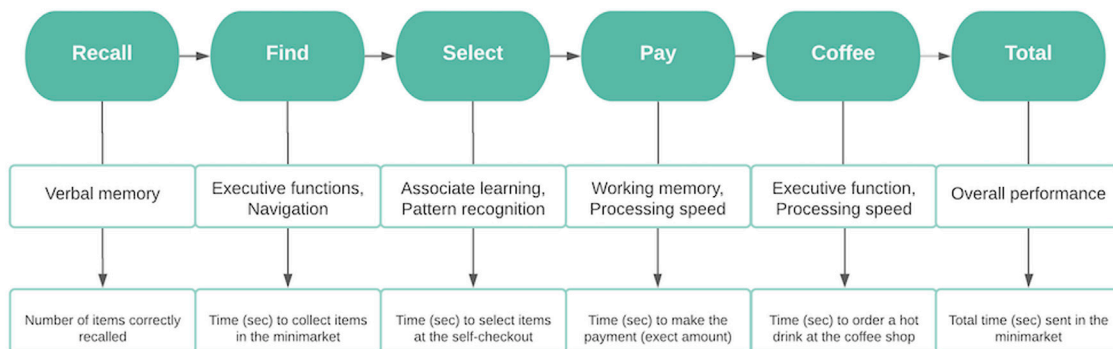 Recall
Find
Select
Pay
Coffee
Total
Verbal memory
Executive functions,
Navigation
Associate learning,
Pattern recognition
Working memory,
Processing speed
Executive function,
Processing speed
Overall performance
Number of items correctly
recalled
Time (sec) to collect items
in the minimarket
Time (sec) to select items
at the self-checkout
Time (sec) to make the
payment (exect amount)
Time (sec) to order a hot
drink at the coffee shop
Total time (sec) sent in the
minimarket